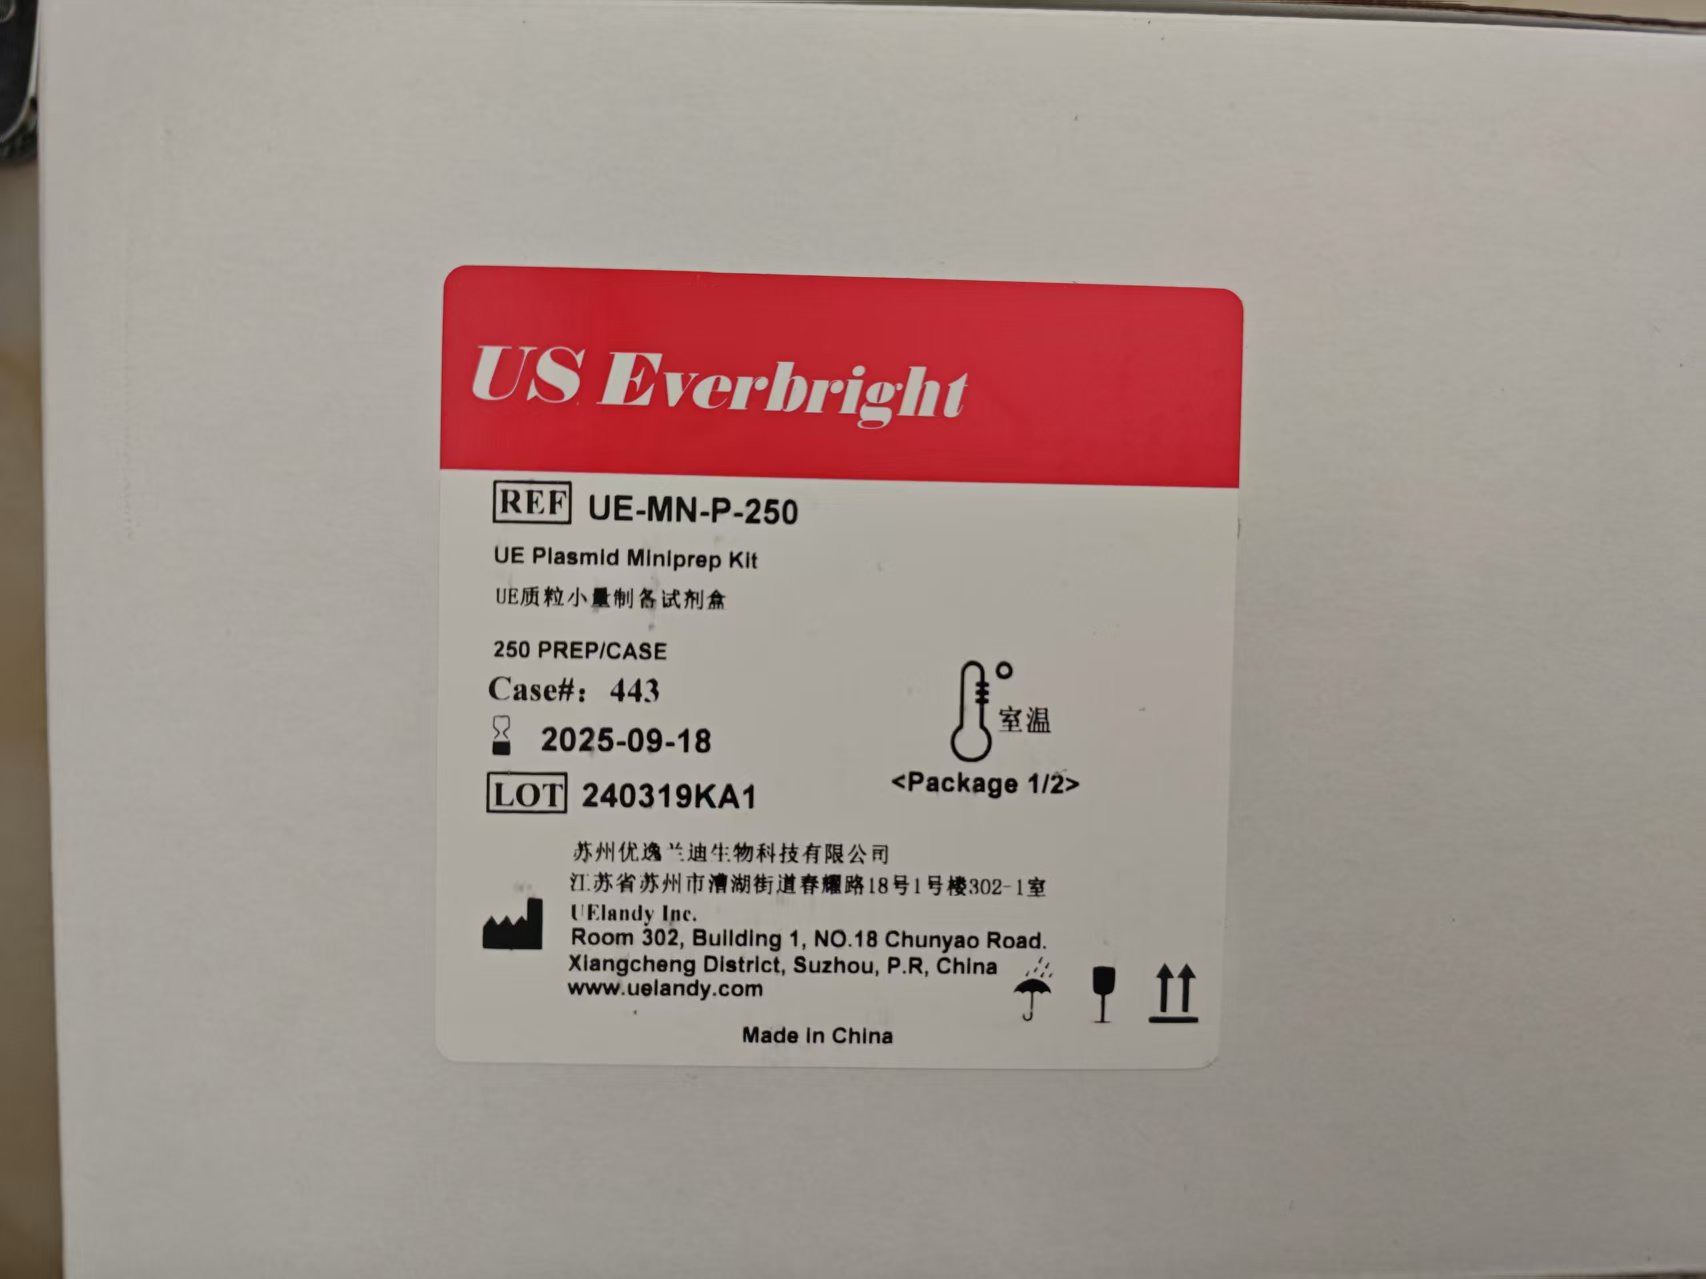 US Everbright
REF UE-MN-P-250
UE Plasmid Miniprep Kit
UE质粒小量制备试剂盒
250 PREP/CASE
Case#: 443
2025-09-18
室温
LOT 240319KA1
<Package 1/2>
苏州优逸兰迪生物科技有限公司
江苏省苏州市漕湖街道春耀路18号1号楼302-1室
UElandy Inc.
Room 302, Building 1, NO.18 Chunyao Road.
Xiangcheng District, Suzhou, P.R, China
www.uelandy.com
Made in China